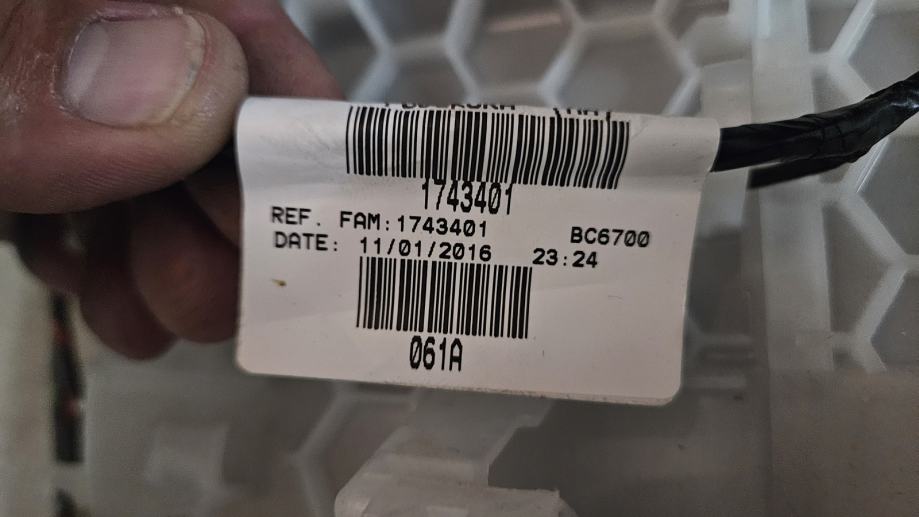 1743401
REF. FAM:1743401 BC6700
DATE: 11/01/2016 23:24
061A